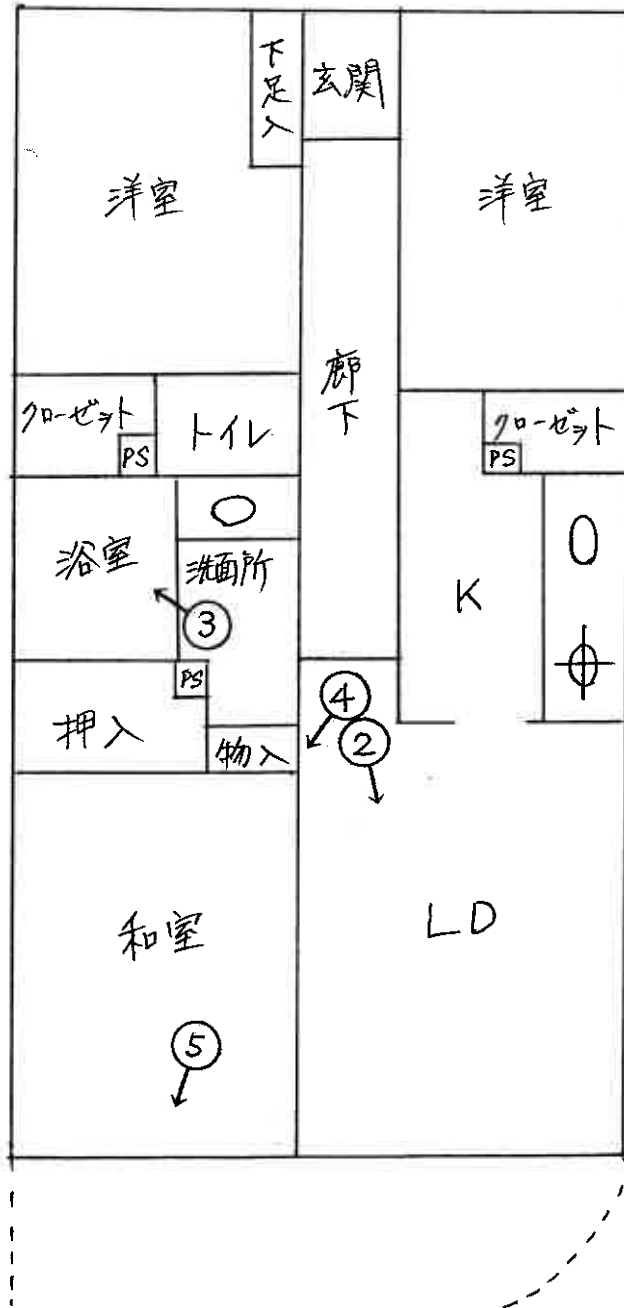 下足入
玄関
洋室
洋室
廊下
クローゼット
PS
トイレ
クローゼット
PS
浴室
洗面所
K
③
PS
押入
物入
④
②
和室
LD
⑤